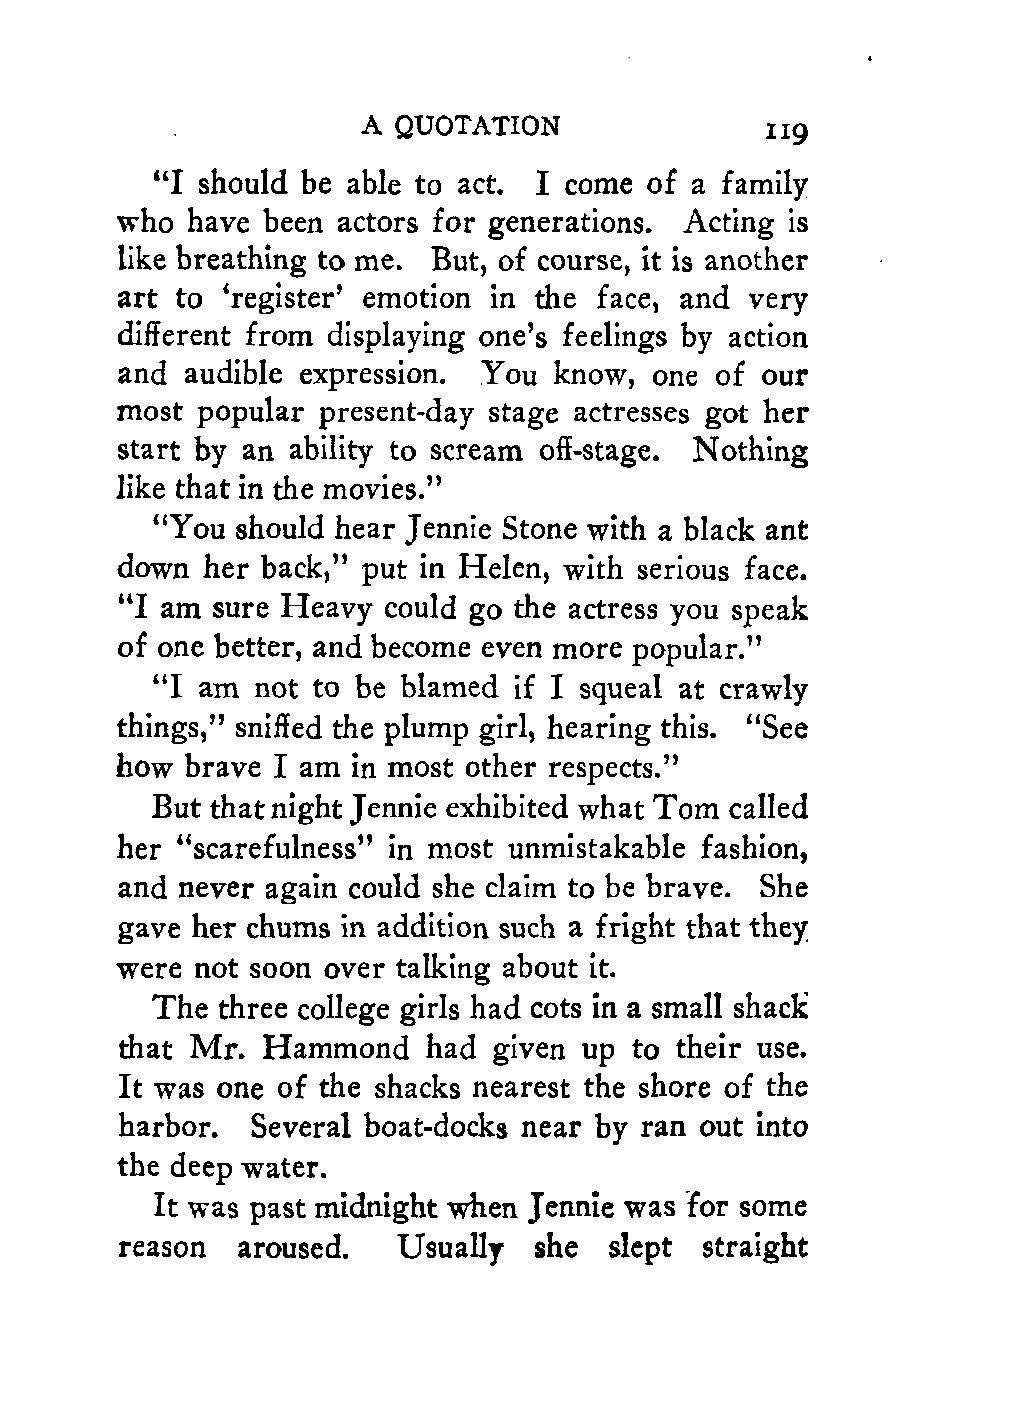 A QUOTATION 119
“I should be able to act. I come of a family
who have been actors for generations. Acting is
like breathing to me. But, of course, it is another
art to ‘register’ emotion in the face, and very
different from displaying one’s feelings by action
and audible expression. You know, one of our
most popular present-day stage actresses got her
start by an ability to scream off-stage. Nothing
like that in the movies.”
“You should hear Jennie Stone with a black ant
down her back,” put in Helen, with serious face.
“I am sure Heavy could go the actress you speak
of one better, and become even more popular.”
“I am not to be blamed if I squeal at crawly
things,” sniffed the plump girl, hearing this. “See
how brave I am in most other respects.”
But that night Jennie exhibited what Tom called
her “scarefulness” in most unmistakable fashion,
and never again could she claim to be brave. She
gave her chums in addition such a fright that they
were not soon over talking about it.
The three college girls had cots in a small shack
that Mr. Hammond had given up to their use.
It was one of the shacks nearest the shore of the
harbor. Several boat-docks near by ran out into
the deep water.
It was past midnight when Jennie was for some
reason aroused. Usually she slept straight